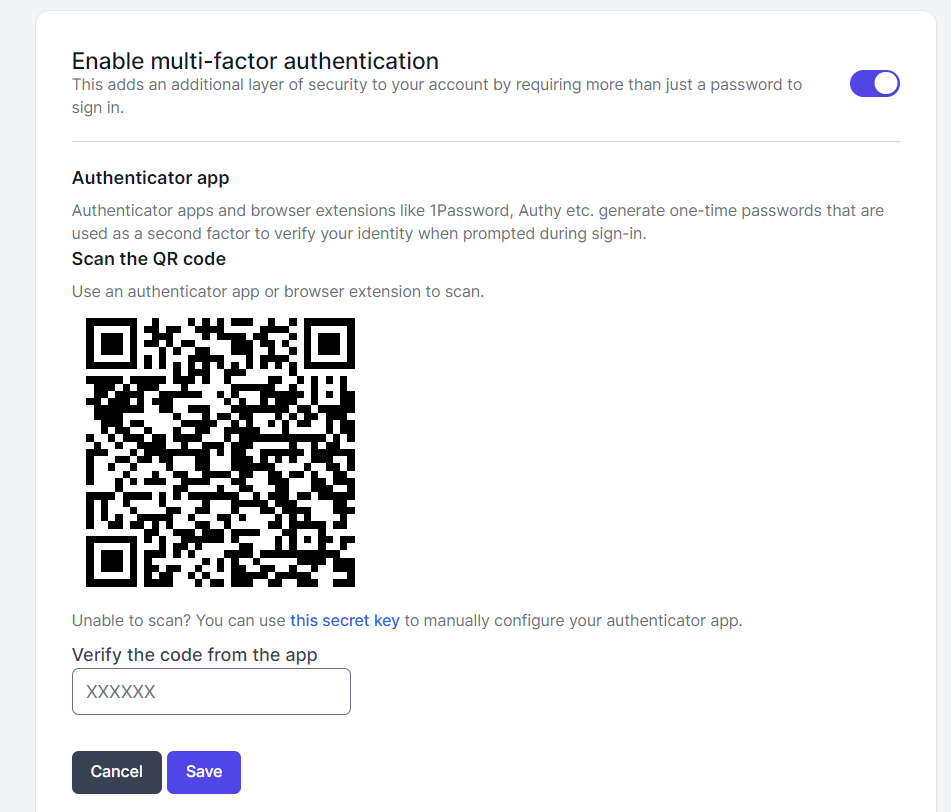 Enable multi-factor authentication
This adds an additional layer of security to your account by requiring more than just a password to
sign in.
Authenticator app
Authenticator apps and browser extensions like 1Password, Authy etc. generate one-time passwords that are
used as a second factor to verify your identity when prompted during sign-in.
Scan the QR code
Use an authenticator app or browser extension to scan.
Unable to scan? You can use this secret key to manually configure your authenticator app.
Verify the code from the app
XXXXXX
Cancel Save